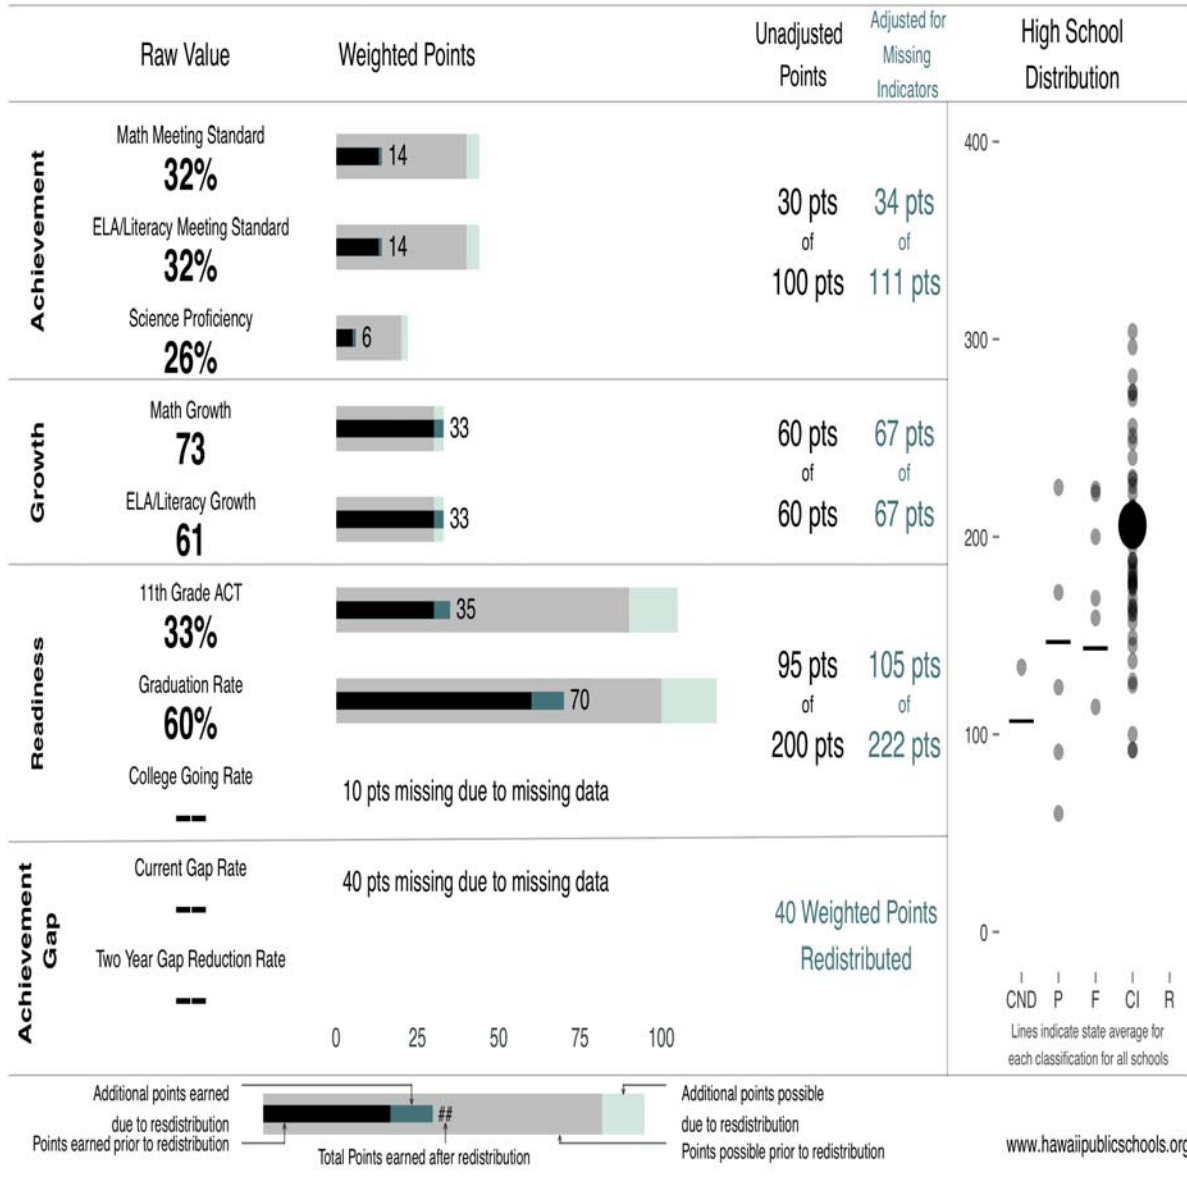 Raw Value
Weighted Points
Unadjusted
Points
Adjusted for
Missing
Indicators
High School
Distribution
Achievement
Math Meeting Standard
32%
14
ELA/Literacy Meeting Standard
32%
14
Science Proficiency
26%
6
30 pts
of
100 pts
34 pts
of
111 pts
Growth
Math Growth
73
33
ELA/Literacy Growth
61
33
60 pts
of
60 pts
67 pts
of
67 pts
Readiness
11th Grade ACT
33%
35
Graduation Rate
60%
70
College Going Rate
--
10 pts missing due to missing data
95 pts
of
200 pts
105 pts
of
222 pts
Achievement
Gap
Current Gap Rate
--
40 pts missing due to missing data
Two Year Gap Reduction Rate
--
40 Weighted Points
Redistributed
0 25 50 75 100
400
300
200
100
0
CND P F CI R
Lines indicate state average for
each classification for all schools
Additional points earned
due to resdistribution
Points earned prior to redistribution
##
Total Points earned after redistribution
Additional points possible
due to resdistribution
Points possible prior to redistribution
www.hawaiipublicschools.org